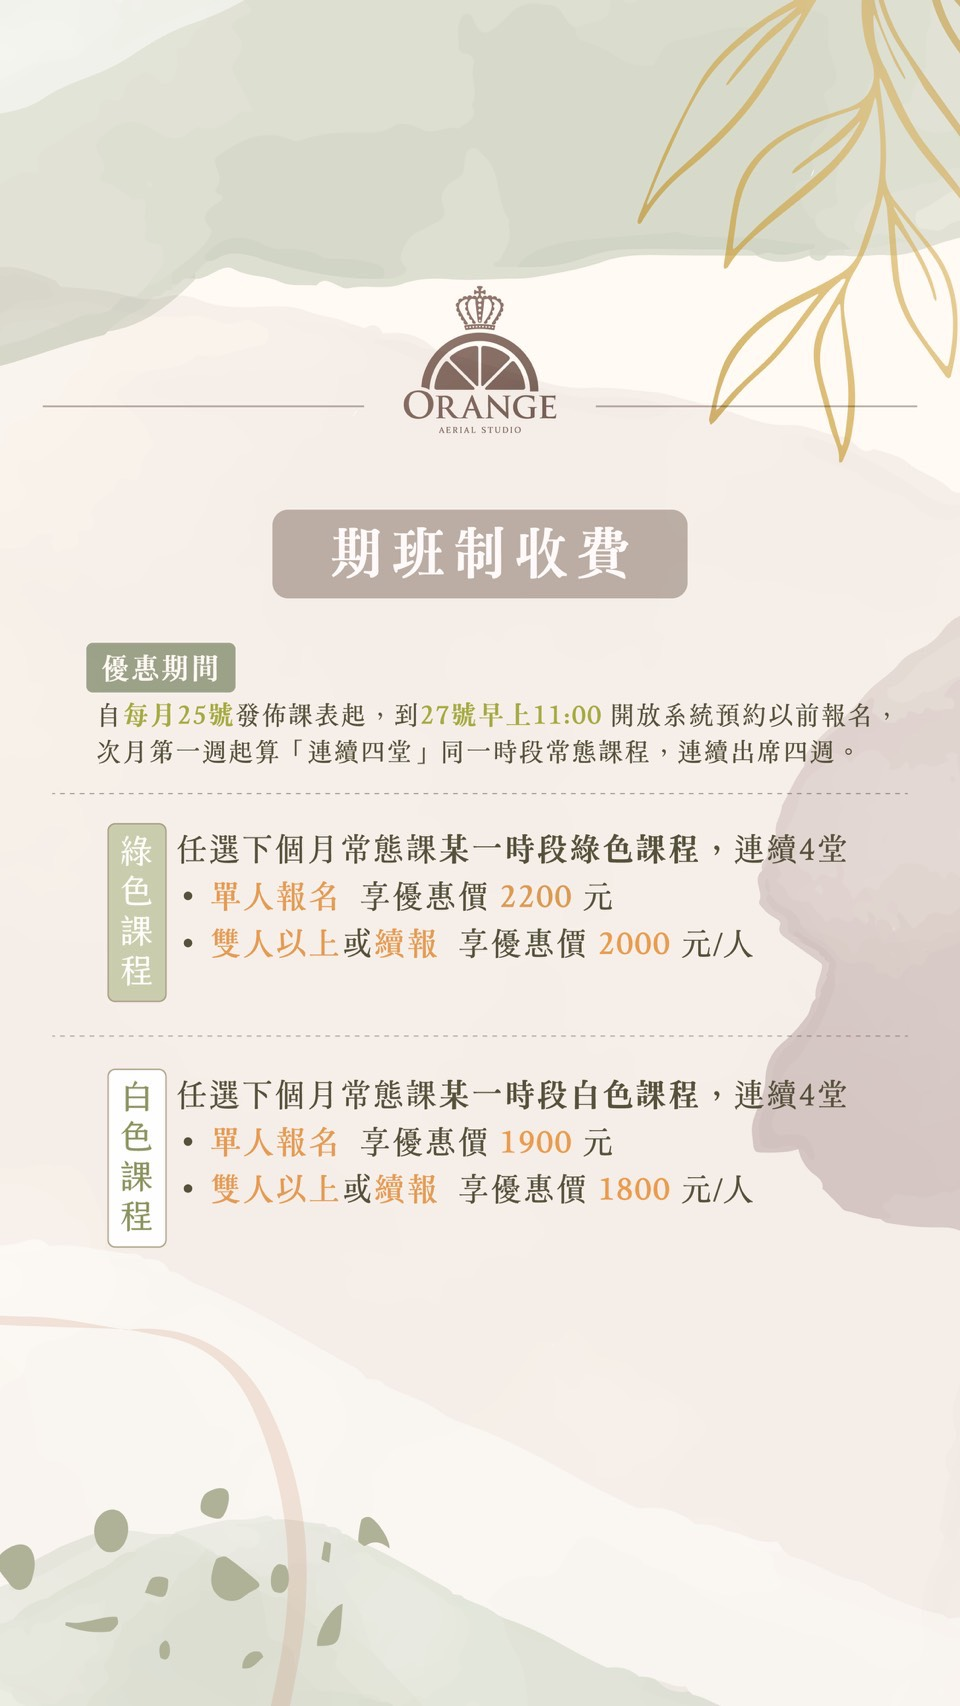 ORANGE
AERIAL STUDIO
期班制收費
優惠期間
自每月25號發佈課表起，到27號早上11:00 開放系統預約以前報名，
次月第一週起算「連續四堂」同一時段常態課程，連續出席四週。
綠色課程
任選下個月常態課某一時段綠色課程，連續4堂
• 單人報名 享優惠價 2200 元
• 雙人以上或續報 享優惠價 2000 元/人
白色課程
任選下個月常態課某一時段白色課程，連續4堂
• 單人報名 享優惠價 1900 元
• 雙人以上或續報 享優惠價 1800 元/人